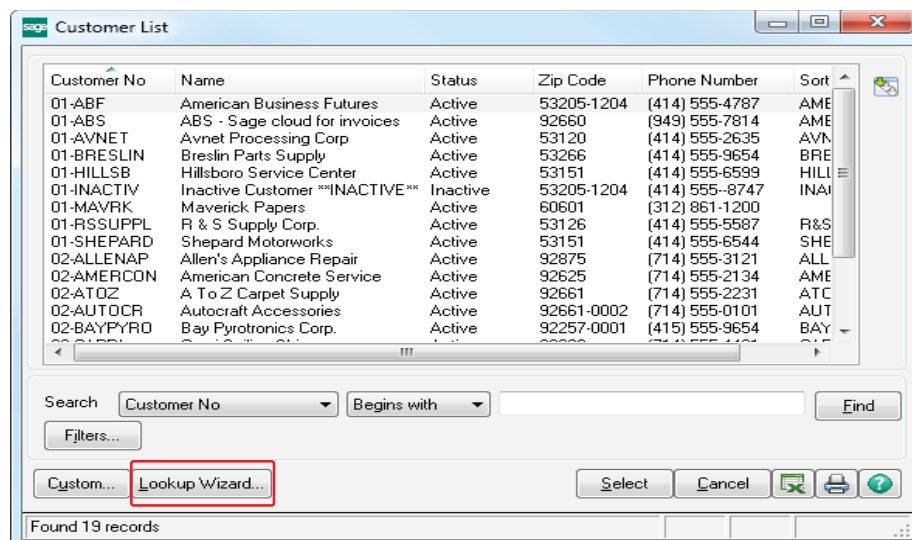 sage Customer List
Customer No Name Status Zip Code Phone Number Sort
01-ABF American Business Futures Active 53205-1204 (414) 555-4787 AME
01-ABS ABS - Sage cloud for invoices Active 92660 (949) 555-7814 AME
01-AVNET Avnet Processing Corp Active 53120 (414) 555-2635 AVN
01-BRESLIN Breslin Parts Supply Active 53266 (414) 555-9654 BRE
01-HILLSB Hillsboro Service Center Active 53151 (414) 555-6599 HILL
01-INACTIV Inactive Customer **INACTIVE** Inactive 53205-1204 (414) 555--8747 INA
01-MAVRK Maverick Papers Active 60601 (312) 861-1200
01-RSSUPPL R & S Supply Corp. Active 53126 (414) 555-5587 R&S
01-SHEPARD Shepard Motorworks Active 53151 (414) 555-6544 SHE
02-ALLENAP Allen's Appliance Repair Active 92875 (714) 555-3121 ALL
02-AMERCON American Concrete Service Active 92625 (714) 555-2134 AME
02-ATOZ A To Z Carpet Supply Active 92661 (714) 555-2231 ATO
02-AUTOCR Autocraft Accessories Active 92661-0002 (714) 555-0101 AUT
02-BAYPYRO Bay Pyrotronics Corp. Active 92257-0001 (415) 555-9654 BAY
Search Customer No Begins with Find
Filters...
Custom... Lookup Wizard... Select Cancel
Found 19 records